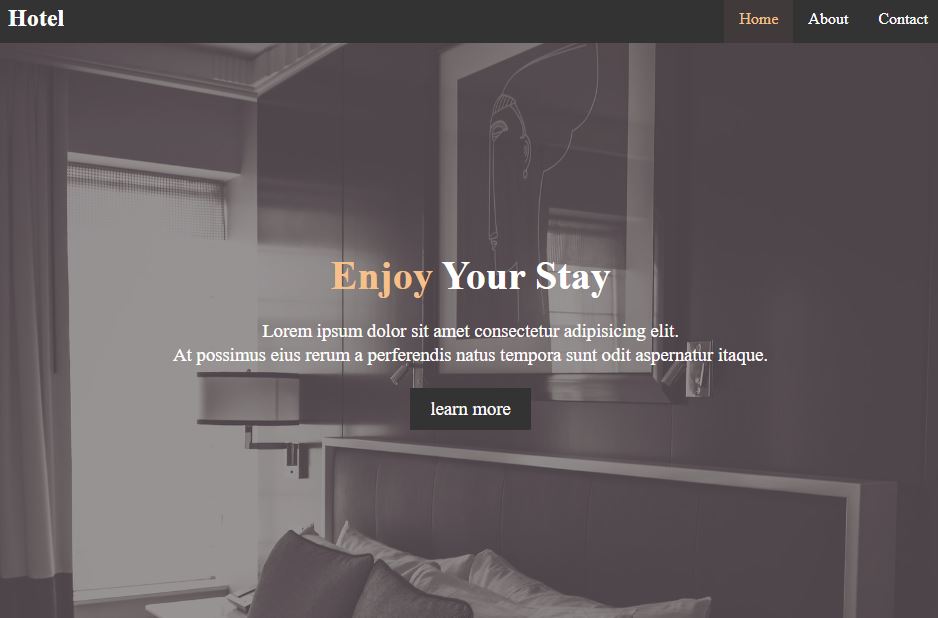 Hotel
Home About Contact
Enjoy Your Stay
Lorem ipsum dolor sit amet consectetur adipisicing elit.
At possimus eius rerum a perferendis natus tempora sunt odit aspernatur itaque.
learn more